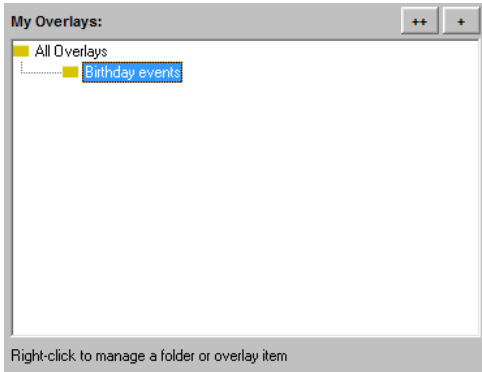 My Overlays: ++ +
All Overlays
Birthday events
Right-click to manage a folder or overlay item